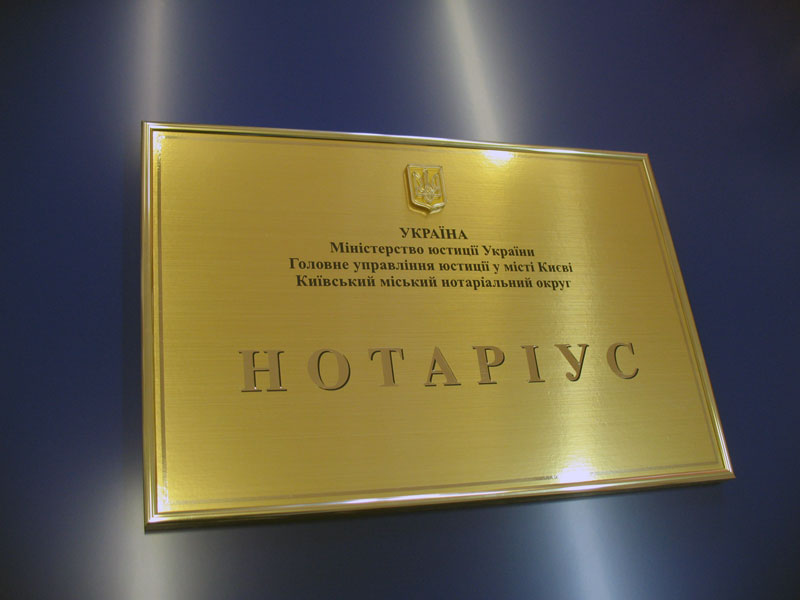 УКРАЇНА
Міністерство юстиції України
Головне управління юстиції у місті Києві
Київський міський нотаріальний округ
НОТАРІУС